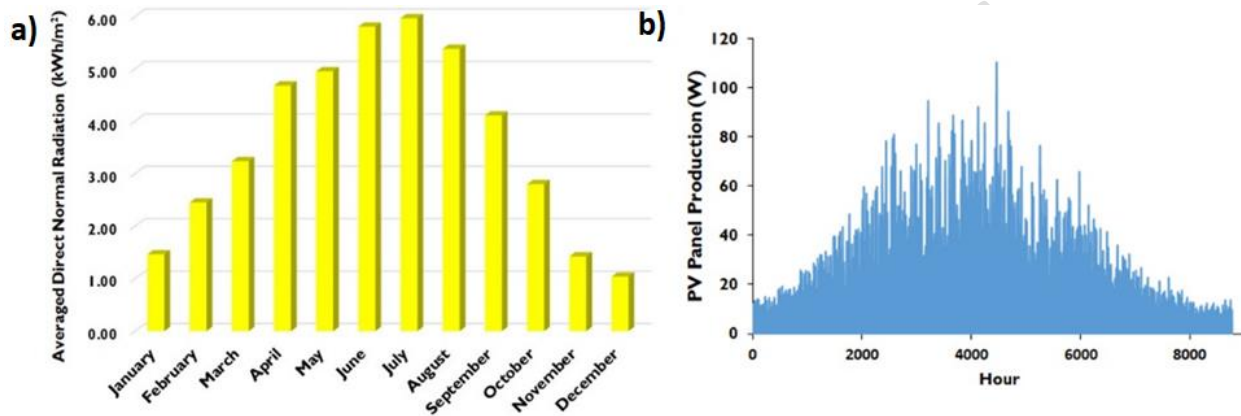 a)
Averaged Direct Normal Radiation (kWh/m²)
6.00
5.00
4.00
3.00
2.00
1.00
0.00
January
February
March
April
May
June
July
August
September
October
November
December
b)
PV Panel Production (W)
120
100
80
60
40
20
0
0
2000
4000
6000
8000
Hour